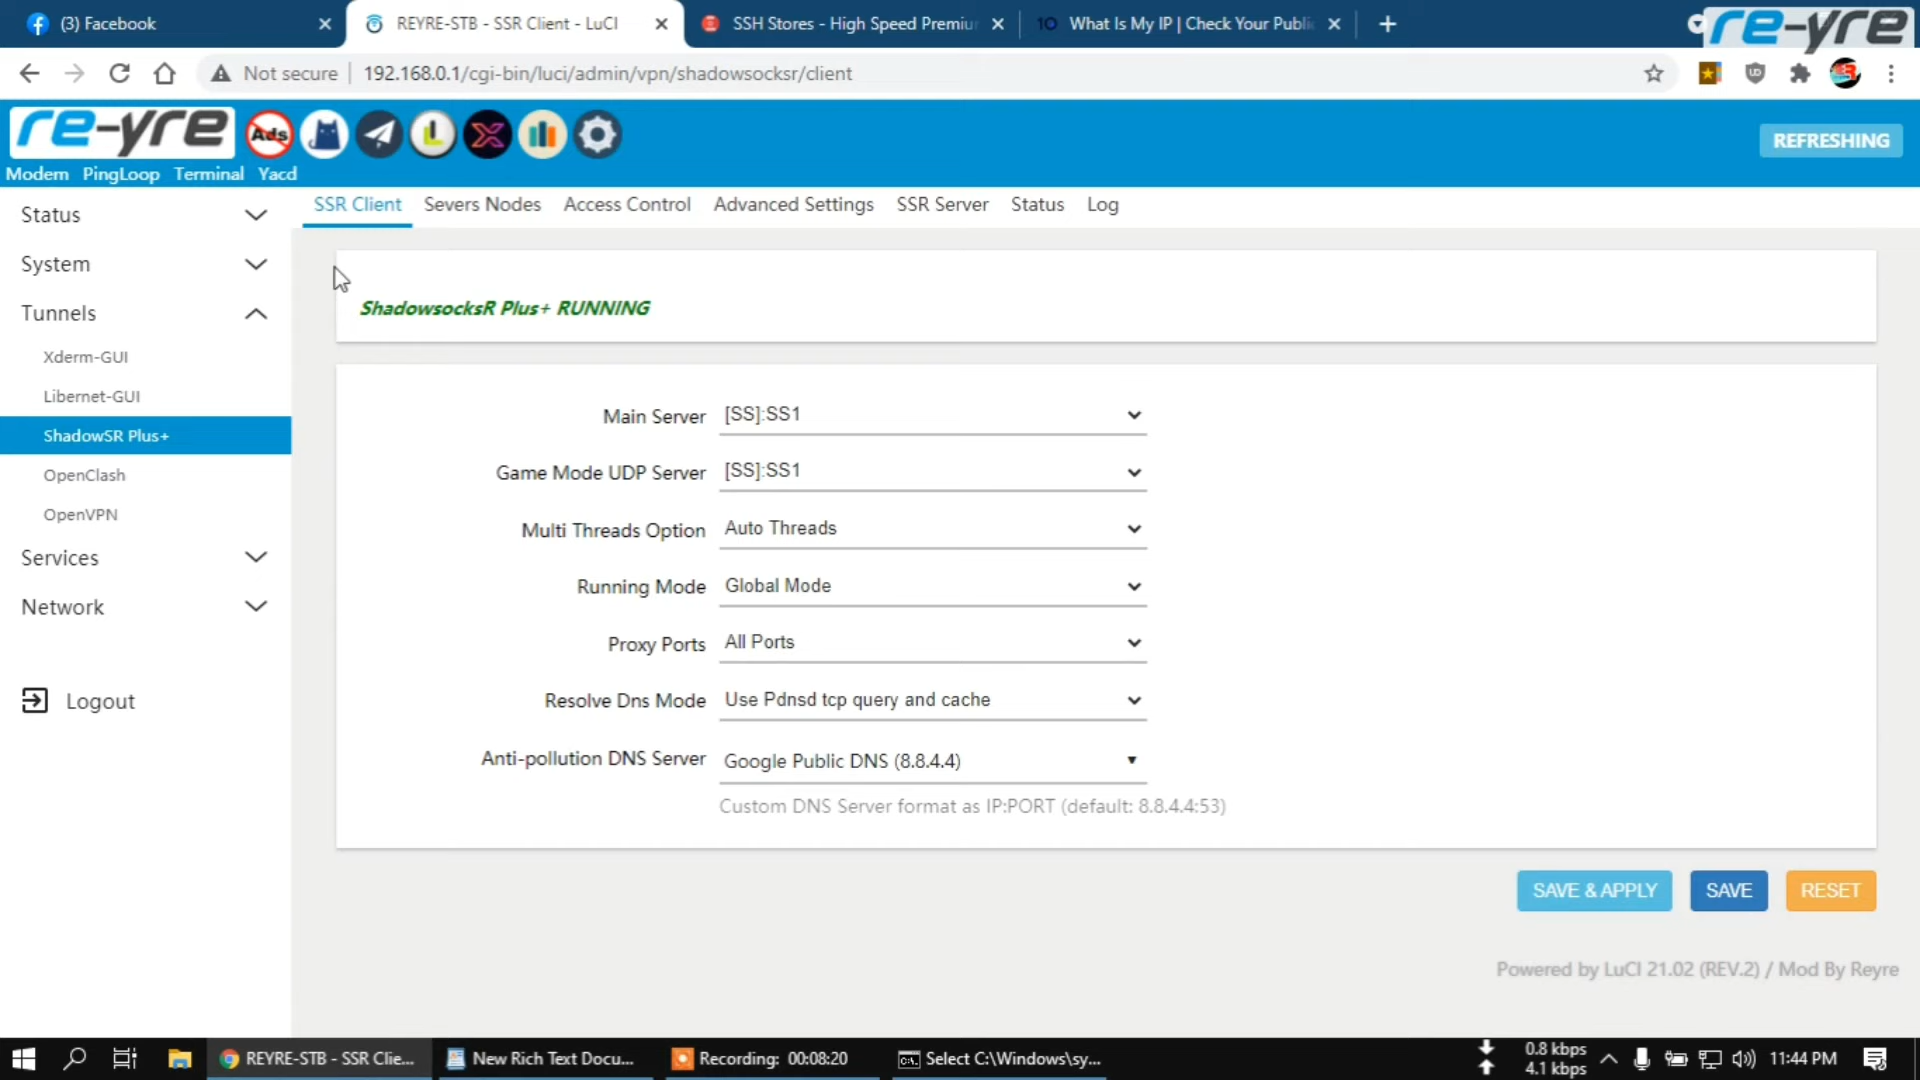 (3) Facebook
REYRE-STB - SSR Client - LuCI
SSH Stores - High Speed Premiu
10 What Is My IP | Check Your Publi
re-yre
Not secure 192.168.0.1/cgi-bin/luci/admin/vpn/shadowsocksr/client
re-yre
Ads
REFRESHING
Modem PingLoop Terminal Yacd
Status
System
Tunnels
Xderm-GUI
Libernet-GUI
ShadowSR Plus+
OpenClash
OpenVPN
Services
Network
Logout
SSR Client Severs Nodes Access Control Advanced Settings SSR Server Status Log
ShadowsocksR Plus+ RUNNING
Main Server [SS]:SS1
Game Mode UDP Server [SS]:SS1
Multi Threads Option Auto Threads
Running Mode Global Mode
Proxy Ports All Ports
Resolve Dns Mode Use Pdnsd tcp query and cache
Anti-pollution DNS Server Google Public DNS (8.8.4.4)
Custom DNS Server format as IP:PORT (default: 8.8.4.4:53)
SAVE & APPLY SAVE RESET
Powered by LuCI 21.02 (REV.2) / Mod By Reyre
REYRE-STB - SSR Clie...
New Rich Text Docu...
Recording: 00:08:20
Select C:\Windows\sy...
0.8 kbps
4.1 kbps
11:44 PM